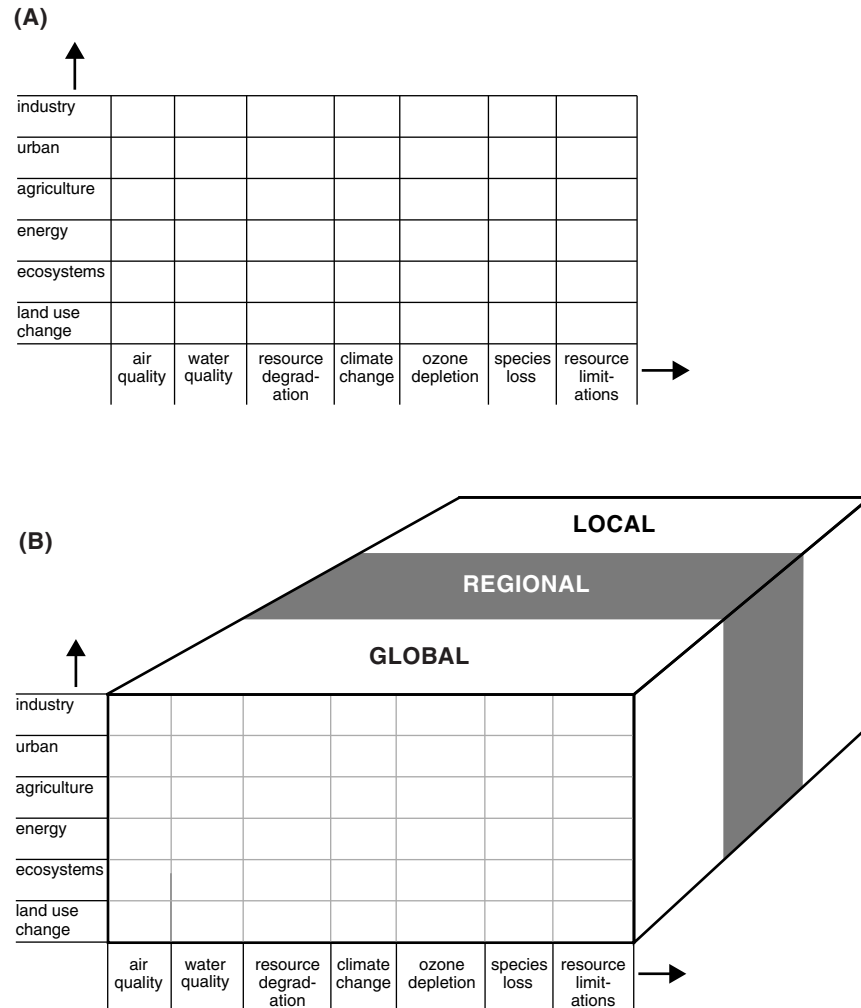 (A)
industry
urban
agriculture
energy
ecosystems
land use
change
air
quality
water
quality
resource
degrad-
ation
climate
change
ozone
depletion
species
loss
resource
limit-
ations
(B)
LOCAL
REGIONAL
GLOBAL
industry
urban
agriculture
energy
ecosystems
land use
change
air
quality
water
quality
resource
degrad-
ation
climate
change
ozone
depletion
species
loss
resource
limit-
ations